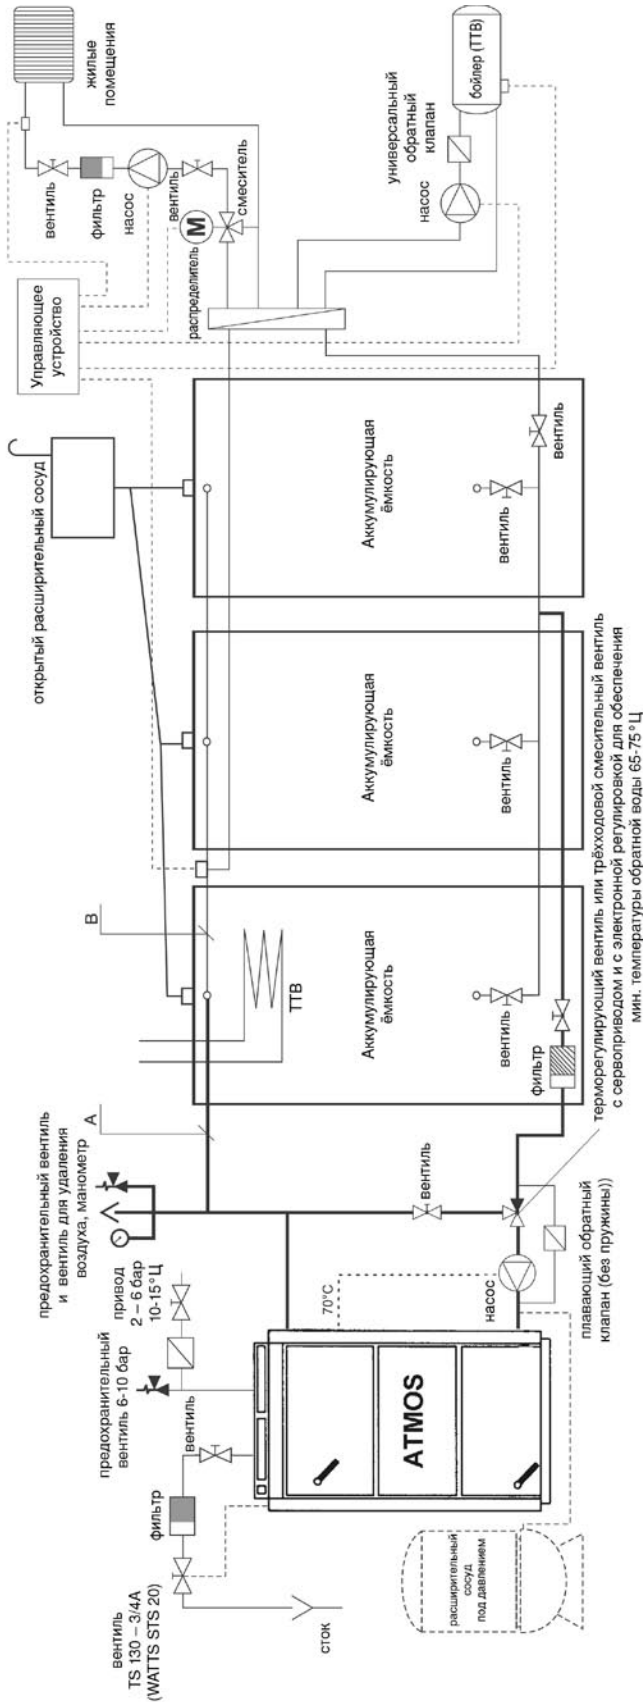 вентиль
TS 130 – 3/4A
(WATTS STS 20)
сток
фильтр
вентиль
предохранительный
вентиль 6-10 бар
привод
2 – 6 бар
10-15°Ц
предохранительный вентиль
и вентиль для удаления
воздуха, манометр
ATMOS
расширительный
сосуд
под давлением
70°C
насос
плавающий обратный
клапан (без пружины))
вентиль
A
B
ТТВ
Аккумулирующая
ёмкость
вентиль
фильтр
терморегулирующий вентиль или трёхходовой смесительный вентиль
с сервоприводом и с электронной регулировкой для обеспечения
мин. температуры обратной воды 65-75°Ц
Аккумулирующая
ёмкость
вентиль
открытый расширительный сосуд
Аккумулирующая
ёмкость
вентиль
вентиль
Управляющее
устройство
распределитель
M
смеситель
вентиль
фильтр
насос
вентиль
жилые
помещения
насос
универсальный
обратный
клапан
бойлер (ТТВ)